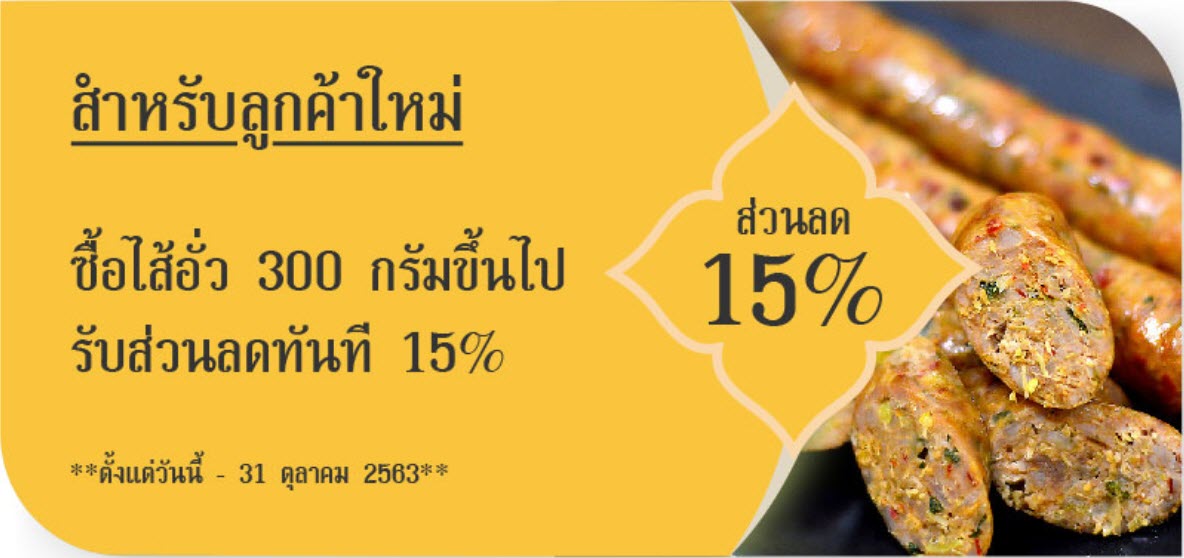 สำหรับลูกค้าใหม่
ซื้อไส้อั่ว 300 กรัมขึ้นไป
รับส่วนลดทันที 15%
**ตั้งแต่วันนี้ - 31 ตุลาคม 2563**
ส่วนลด
15%